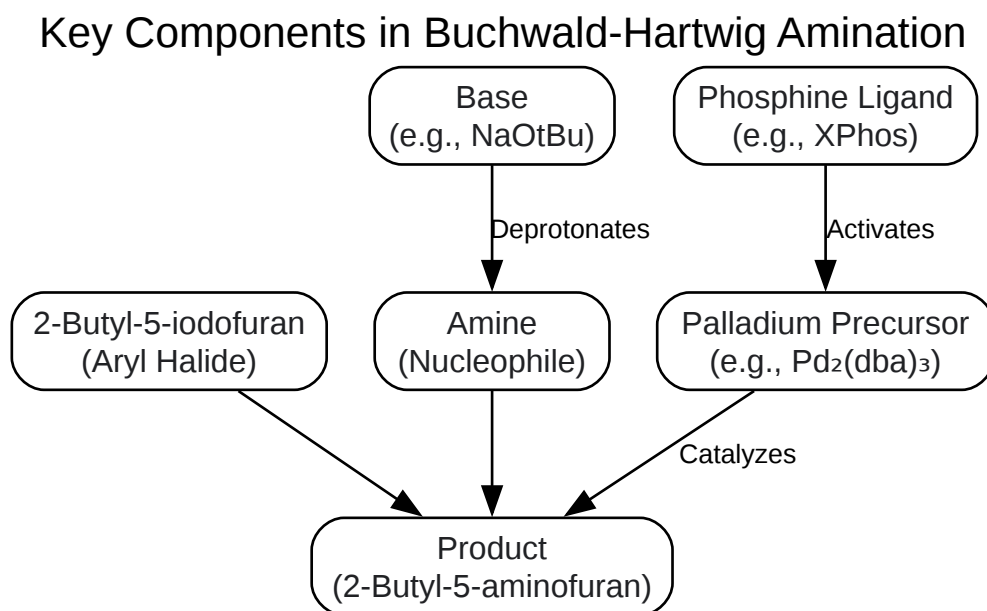 Key Components in Buchwald-Hartwig Amination
Base
(e.g., NaOtBu)
Phosphine Ligand
(e.g., XPhos)
Deprotonates
Activates
2-Butyl-5-iodofuran
(Aryl Halide)
Amine
(Nucleophile)
Palladium Precursor
(e.g., Pd₂(dba)₃)
Catalyzes
Product
(2-Butyl-5-aminofuran)